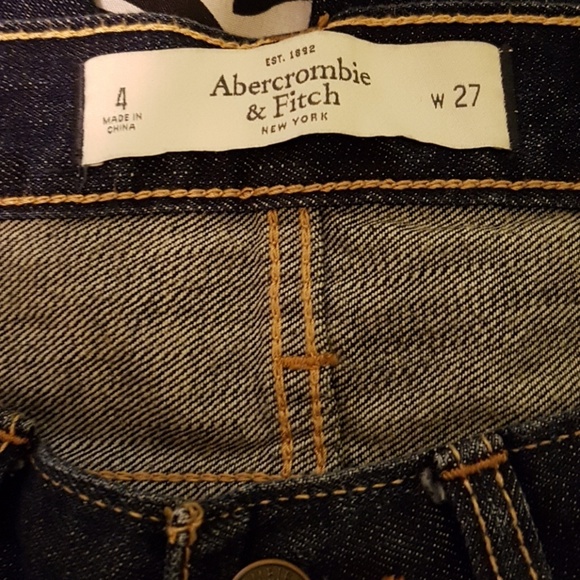 EST. 1892
Abercrombie
& Fitch
NEW YORK
4
MADE IN
CHINA
W 27